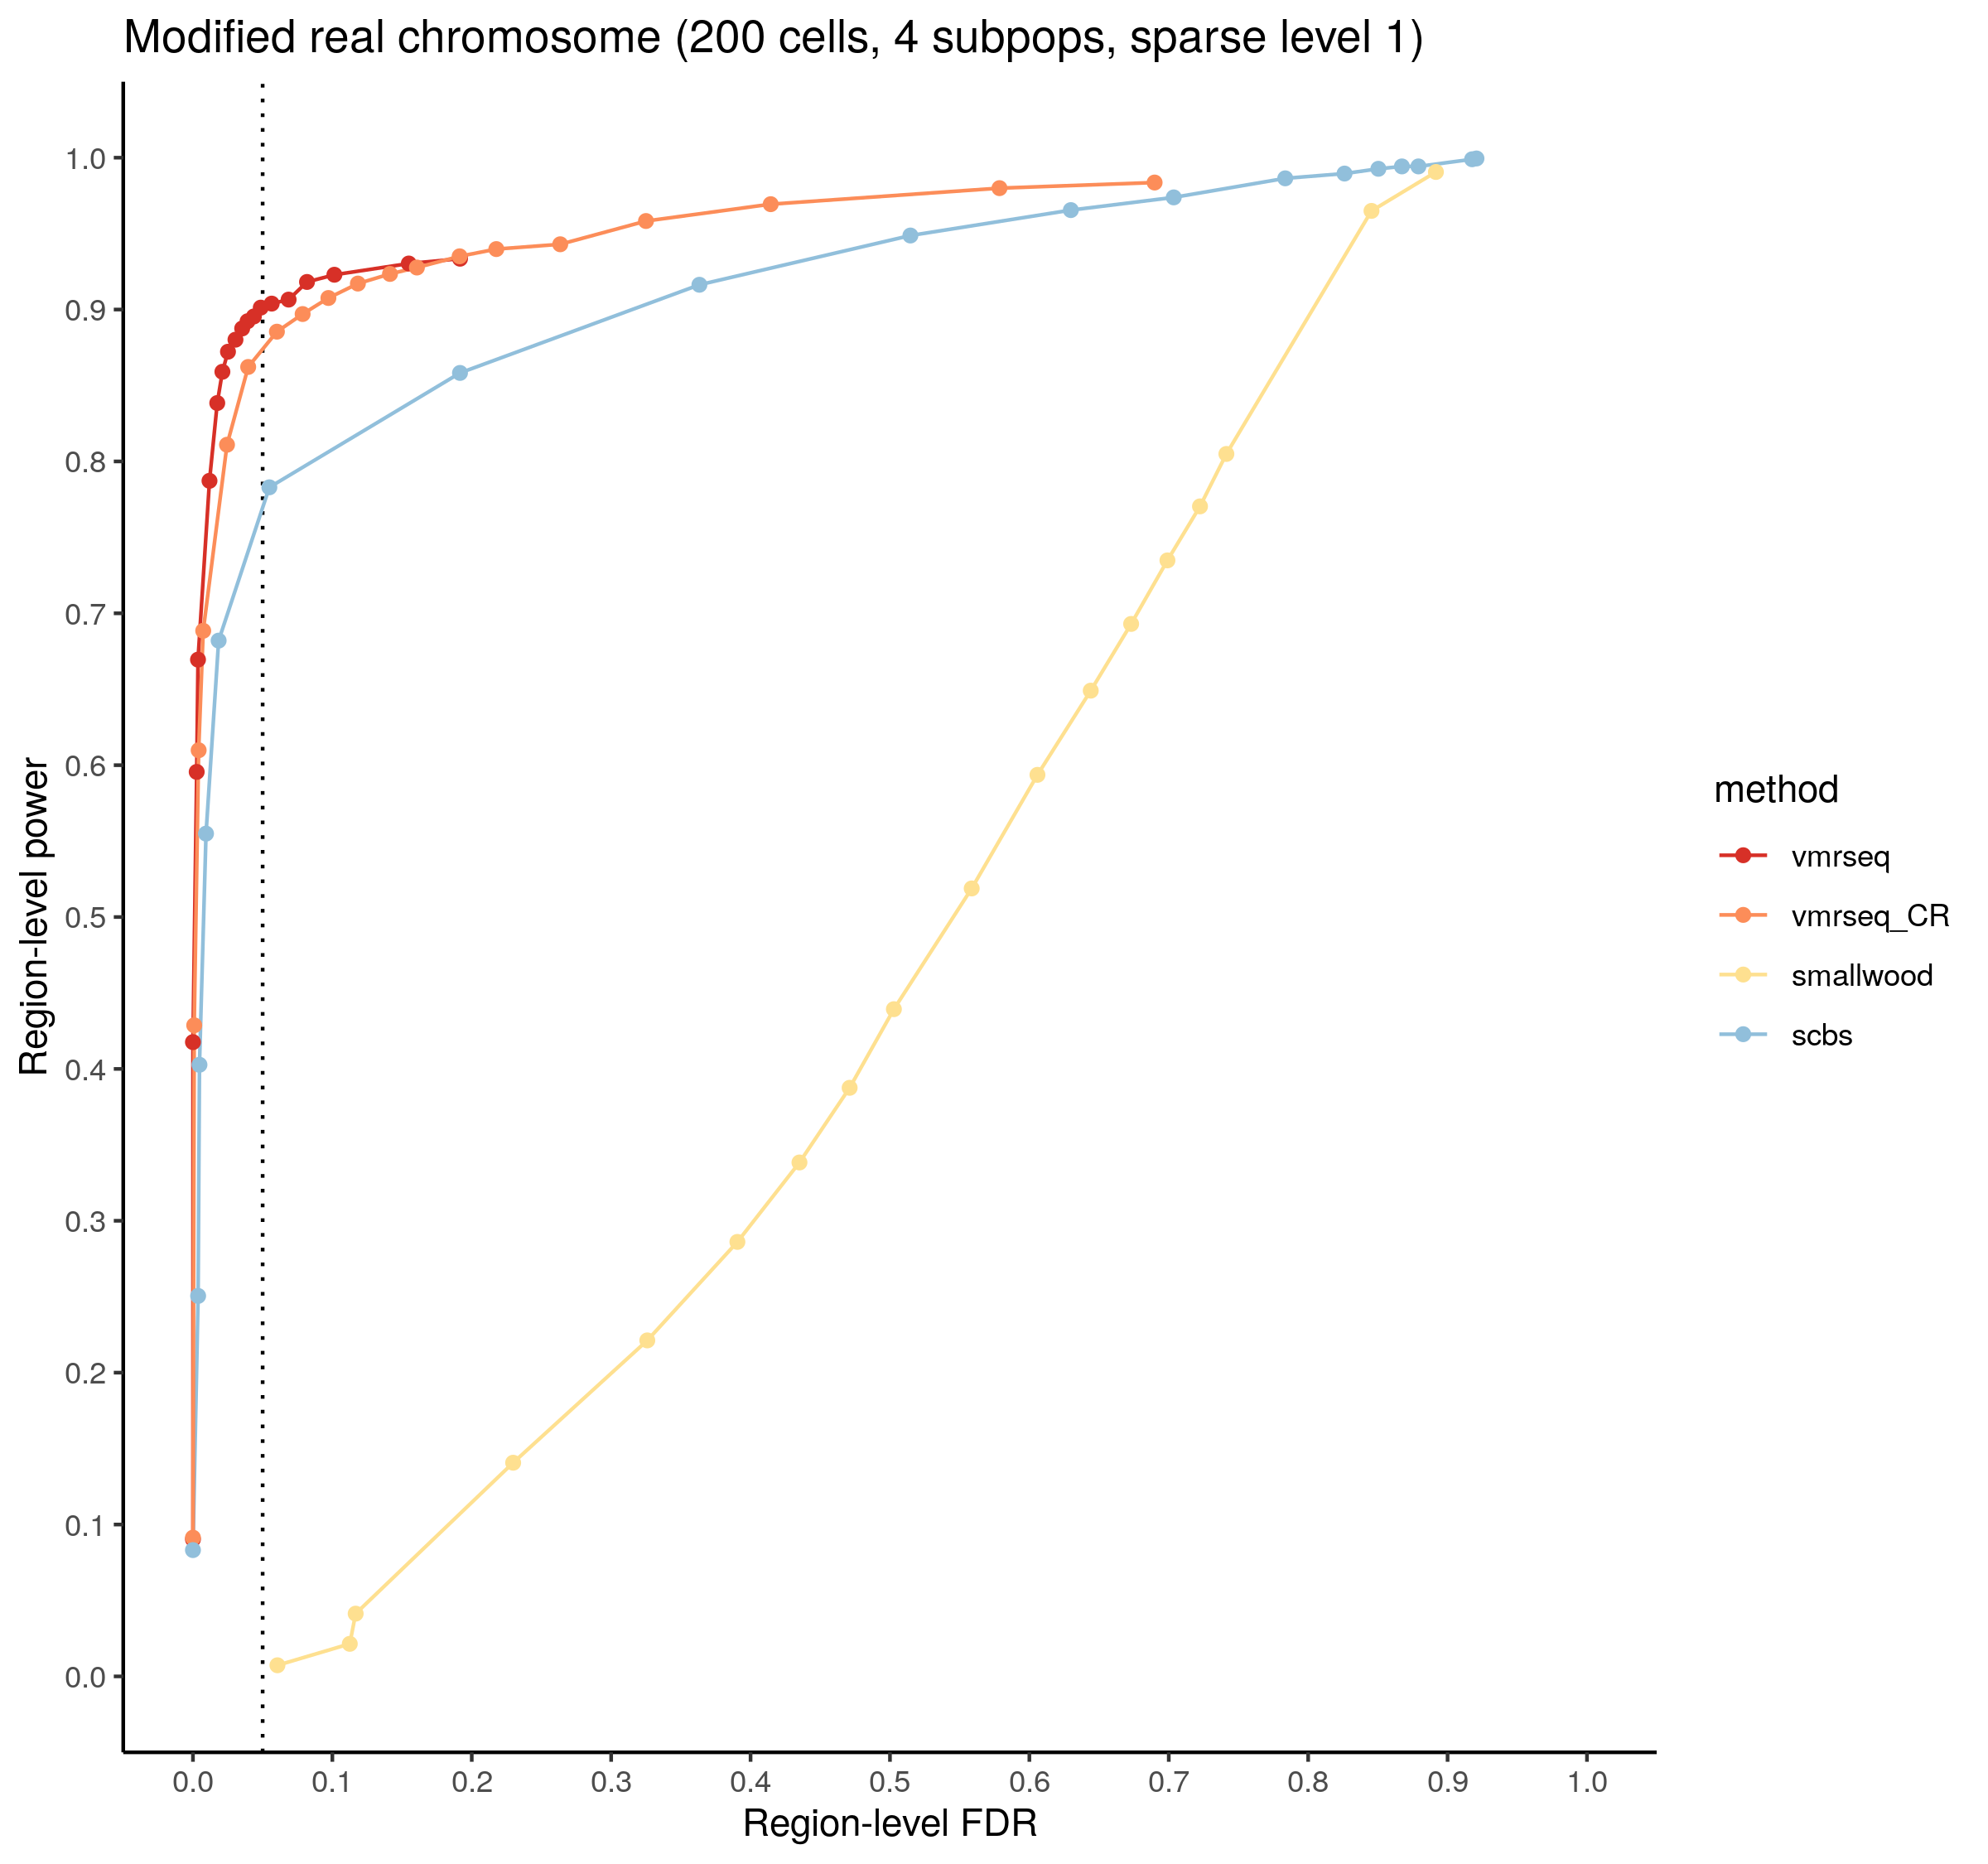 Modified real chromosome (200 cells, 4 subpops, sparse level 1)
Region-level power
1.0
0.9
0.8
0.7
0.6
0.5
0.4
0.3
0.2
0.1
0.0
0.0 0.1 0.2 0.3 0.4 0.5 0.6 0.7 0.8 0.9 1.0
Region-level FDR
method
vmrseq
vmrseq_CR
smallwood
scbs